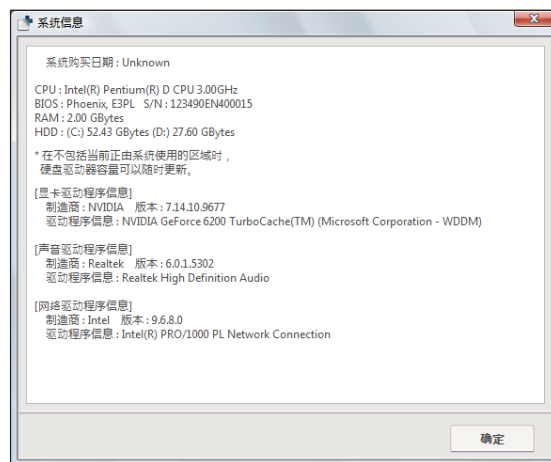 系统信息
系统购买日期 : Unknown
CPU : Intel(R) Pentium(R) D CPU 3.00GHz
BIOS : Phoenix, E3PL S/N : 123490EN400015
RAM : 2.00 GBytes
HDD : (C:) 52.43 GBytes (D:) 27.60 GBytes
* 在不包括当前正由系统使用的区域时，
硬盘驱动器容量可以随时更新。
[显卡驱动程序信息]
制造商 : NVIDIA 版本 : 7.14.10.9677
驱动程序信息 : NVIDIA GeForce 6200 TurboCache(TM) (Microsoft Corporation - WDDM)
[声音驱动程序信息]
制造商 : Realtek 版本 : 6.0.1.5302
驱动程序信息 : Realtek High Definition Audio
[网络驱动程序信息]
制造商 : Intel 版本 : 9.6.8.0
驱动程序信息 : Intel(R) PRO/1000 PL Network Connection
确定